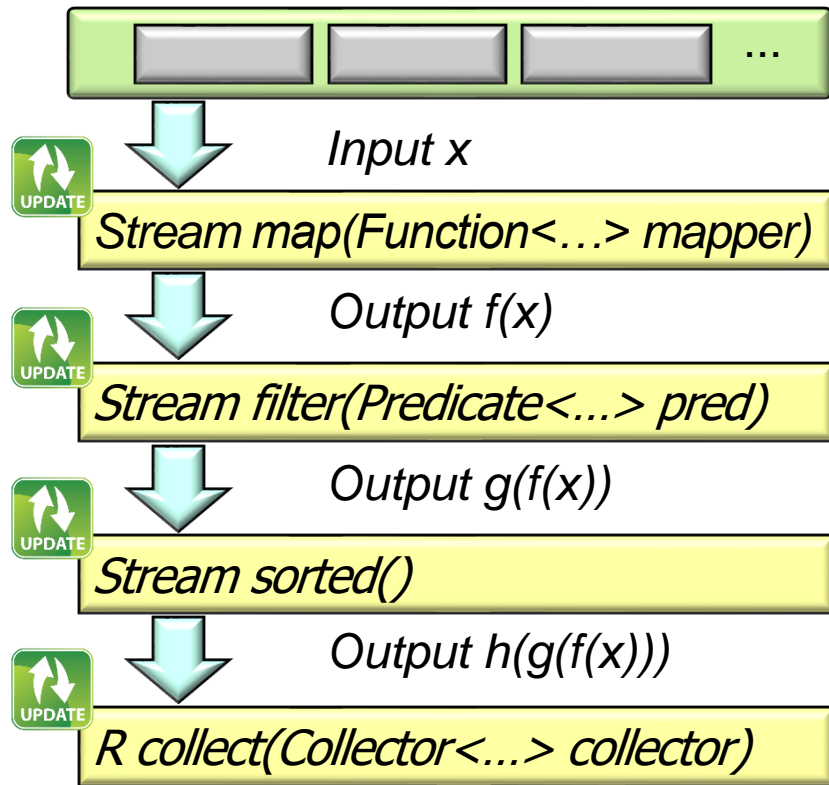 ...
Input x
UPDATE
Stream map(Function<...> mapper)
Output f(x)
UPDATE
Stream filter(Predicate<...> pred)
Output g(f(x))
UPDATE
Stream sorted()
Output h(g(f(x)))
UPDATE
R collect(Collector<...> collector)